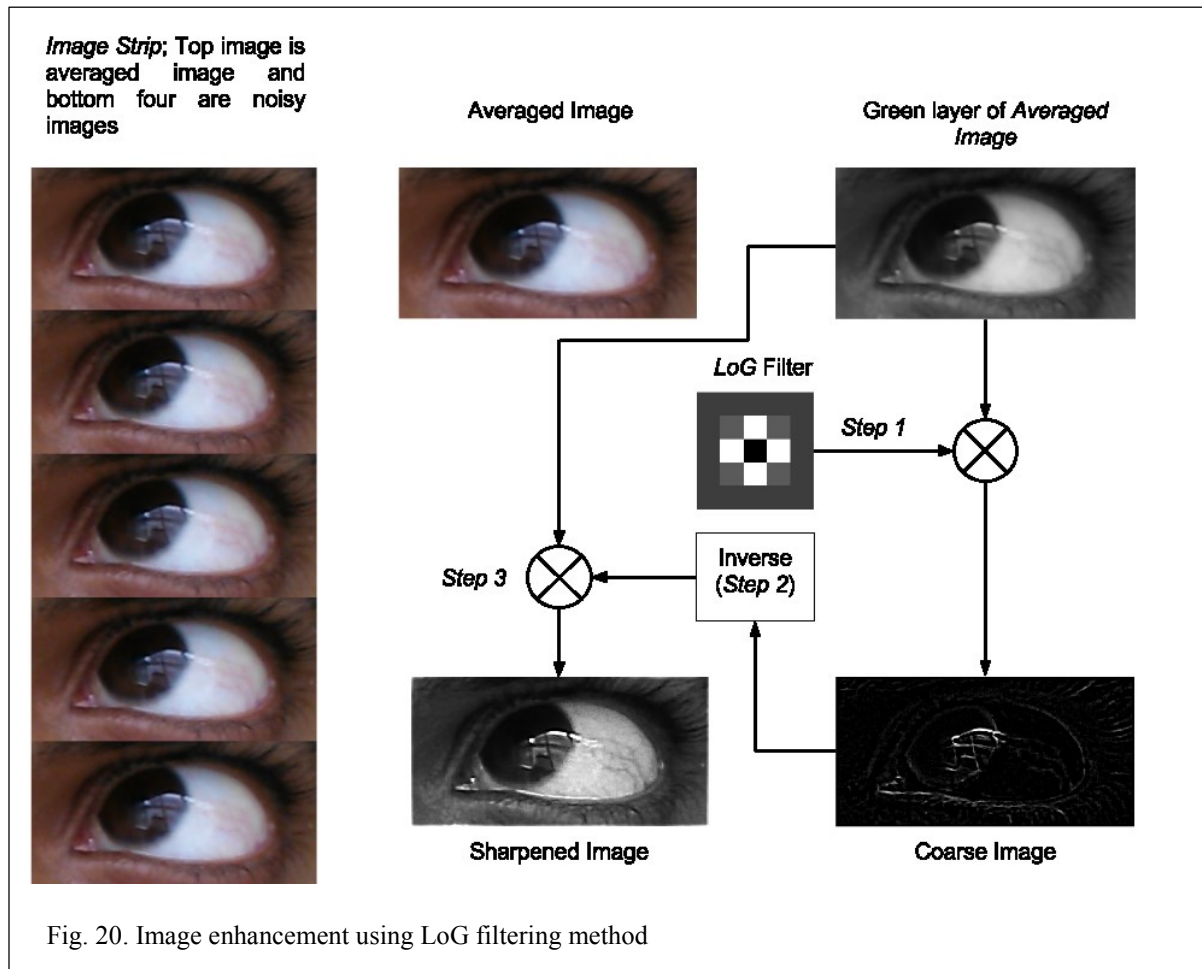 Image Strip; Top image is
averaged image and
bottom four are noisy
images
Averaged Image
Green layer of Averaged
Image
LoG Filter
Step 1
Step 3
Inverse
(Step 2)
Sharpened Image
Coarse Image
Fig. 20. Image enhancement using LoG filtering method